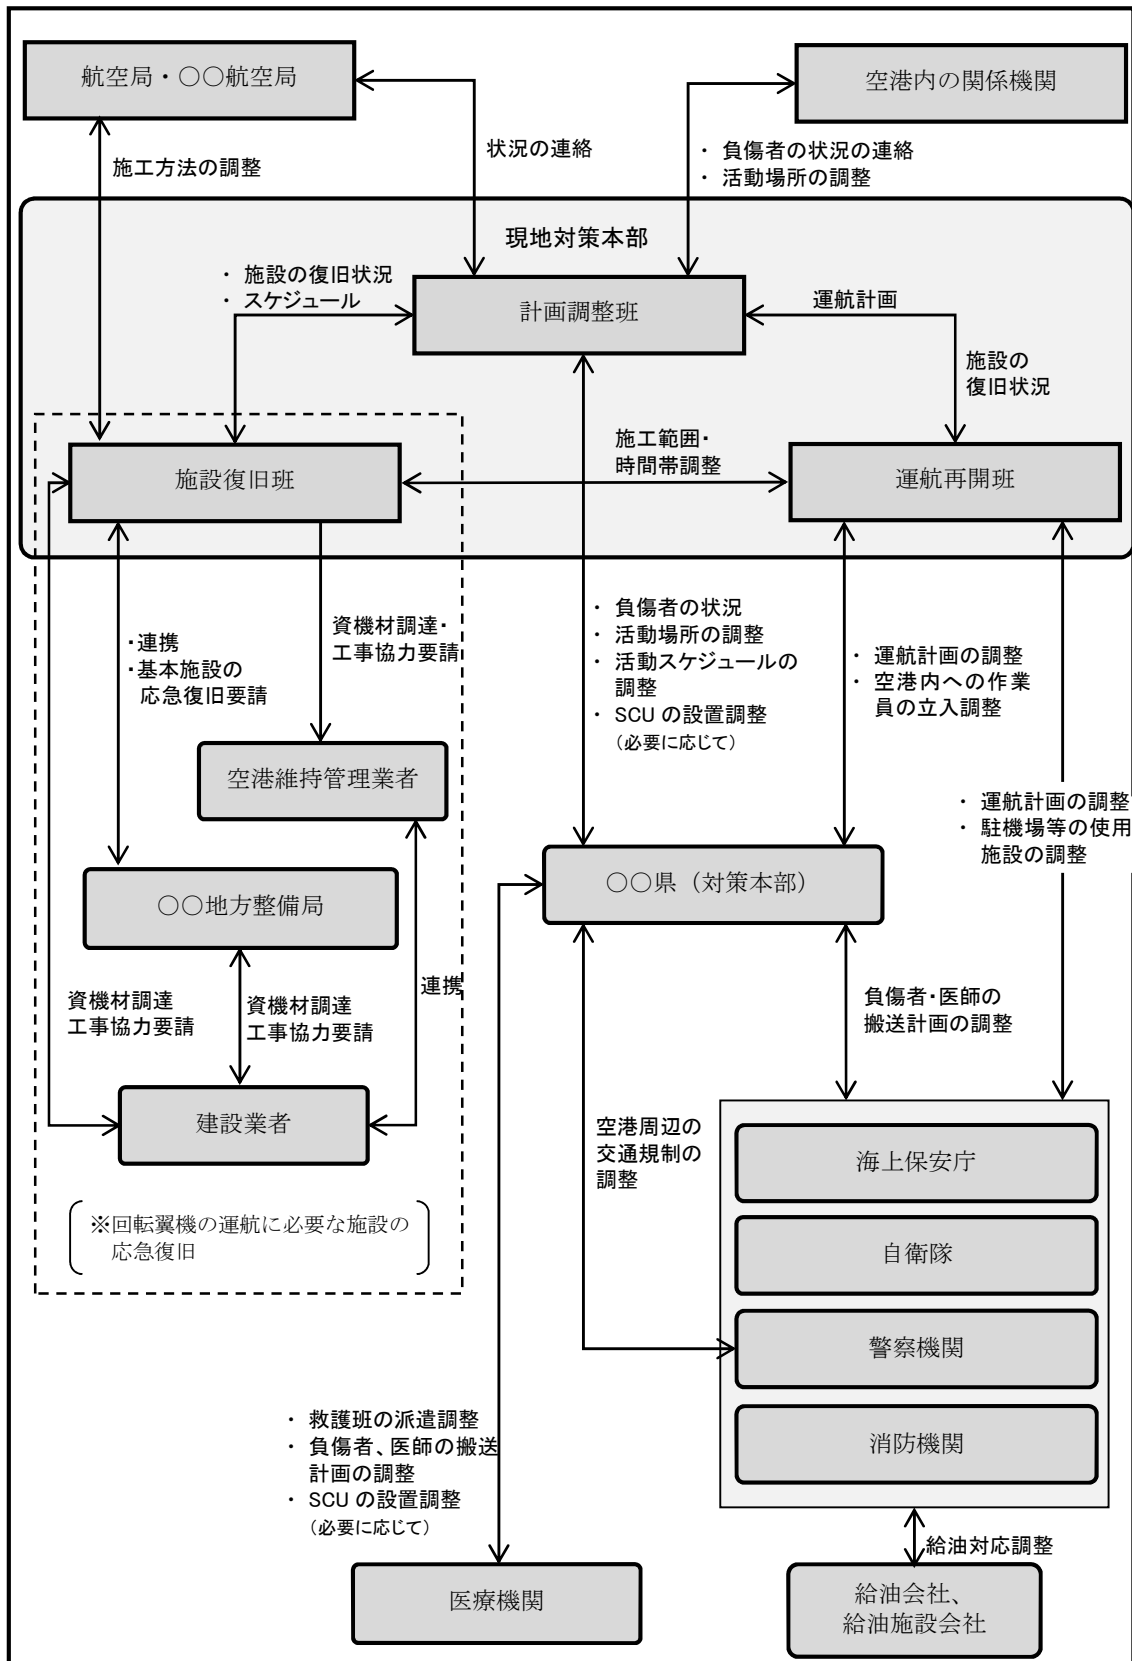 航空局・〇〇航空局
空港内の関係機関
施工方法の調整
状況の連絡
・ 負傷者の状況の連絡
・ 活動場所の調整
現地対策本部
・ 施設の復旧状況
・ スケジュール
計画調整班
運航計画
施設の
復旧状況
施設復旧班
施工範囲・
時間帯調整
運航再開班
・連携
・基本施設の
応急復旧要請
資機材調達・
工事協力要請
・ 負傷者の状況
・ 活動場所の調整
・ 活動スケジュールの
調整
・ SCU の設置調整
（必要に応じて）
・ 運航計画の調整
・ 空港内への作業
員の立入調整
空港維持管理業者
・ 運航計画の調整
・ 駐機場等の使用
施設の調整
〇〇地方整備局
〇〇県（対策本部）
資機材調達
工事協力要請
資機材調達
工事協力要請
連携
負傷者・医師の
搬送計画の調整
建設業者
空港周辺の
交通規制の
調整
海上保安庁
自衛隊
警察機関
消防機関
※回転翼機の運航に必要な施設の
応急復旧
・ 救護班の派遣調整
・ 負傷者、医師の搬送
計画の調整
・ SCU の設置調整
（必要に応じて）
給油対応調整
医療機関
給油会社、
給油施設会社